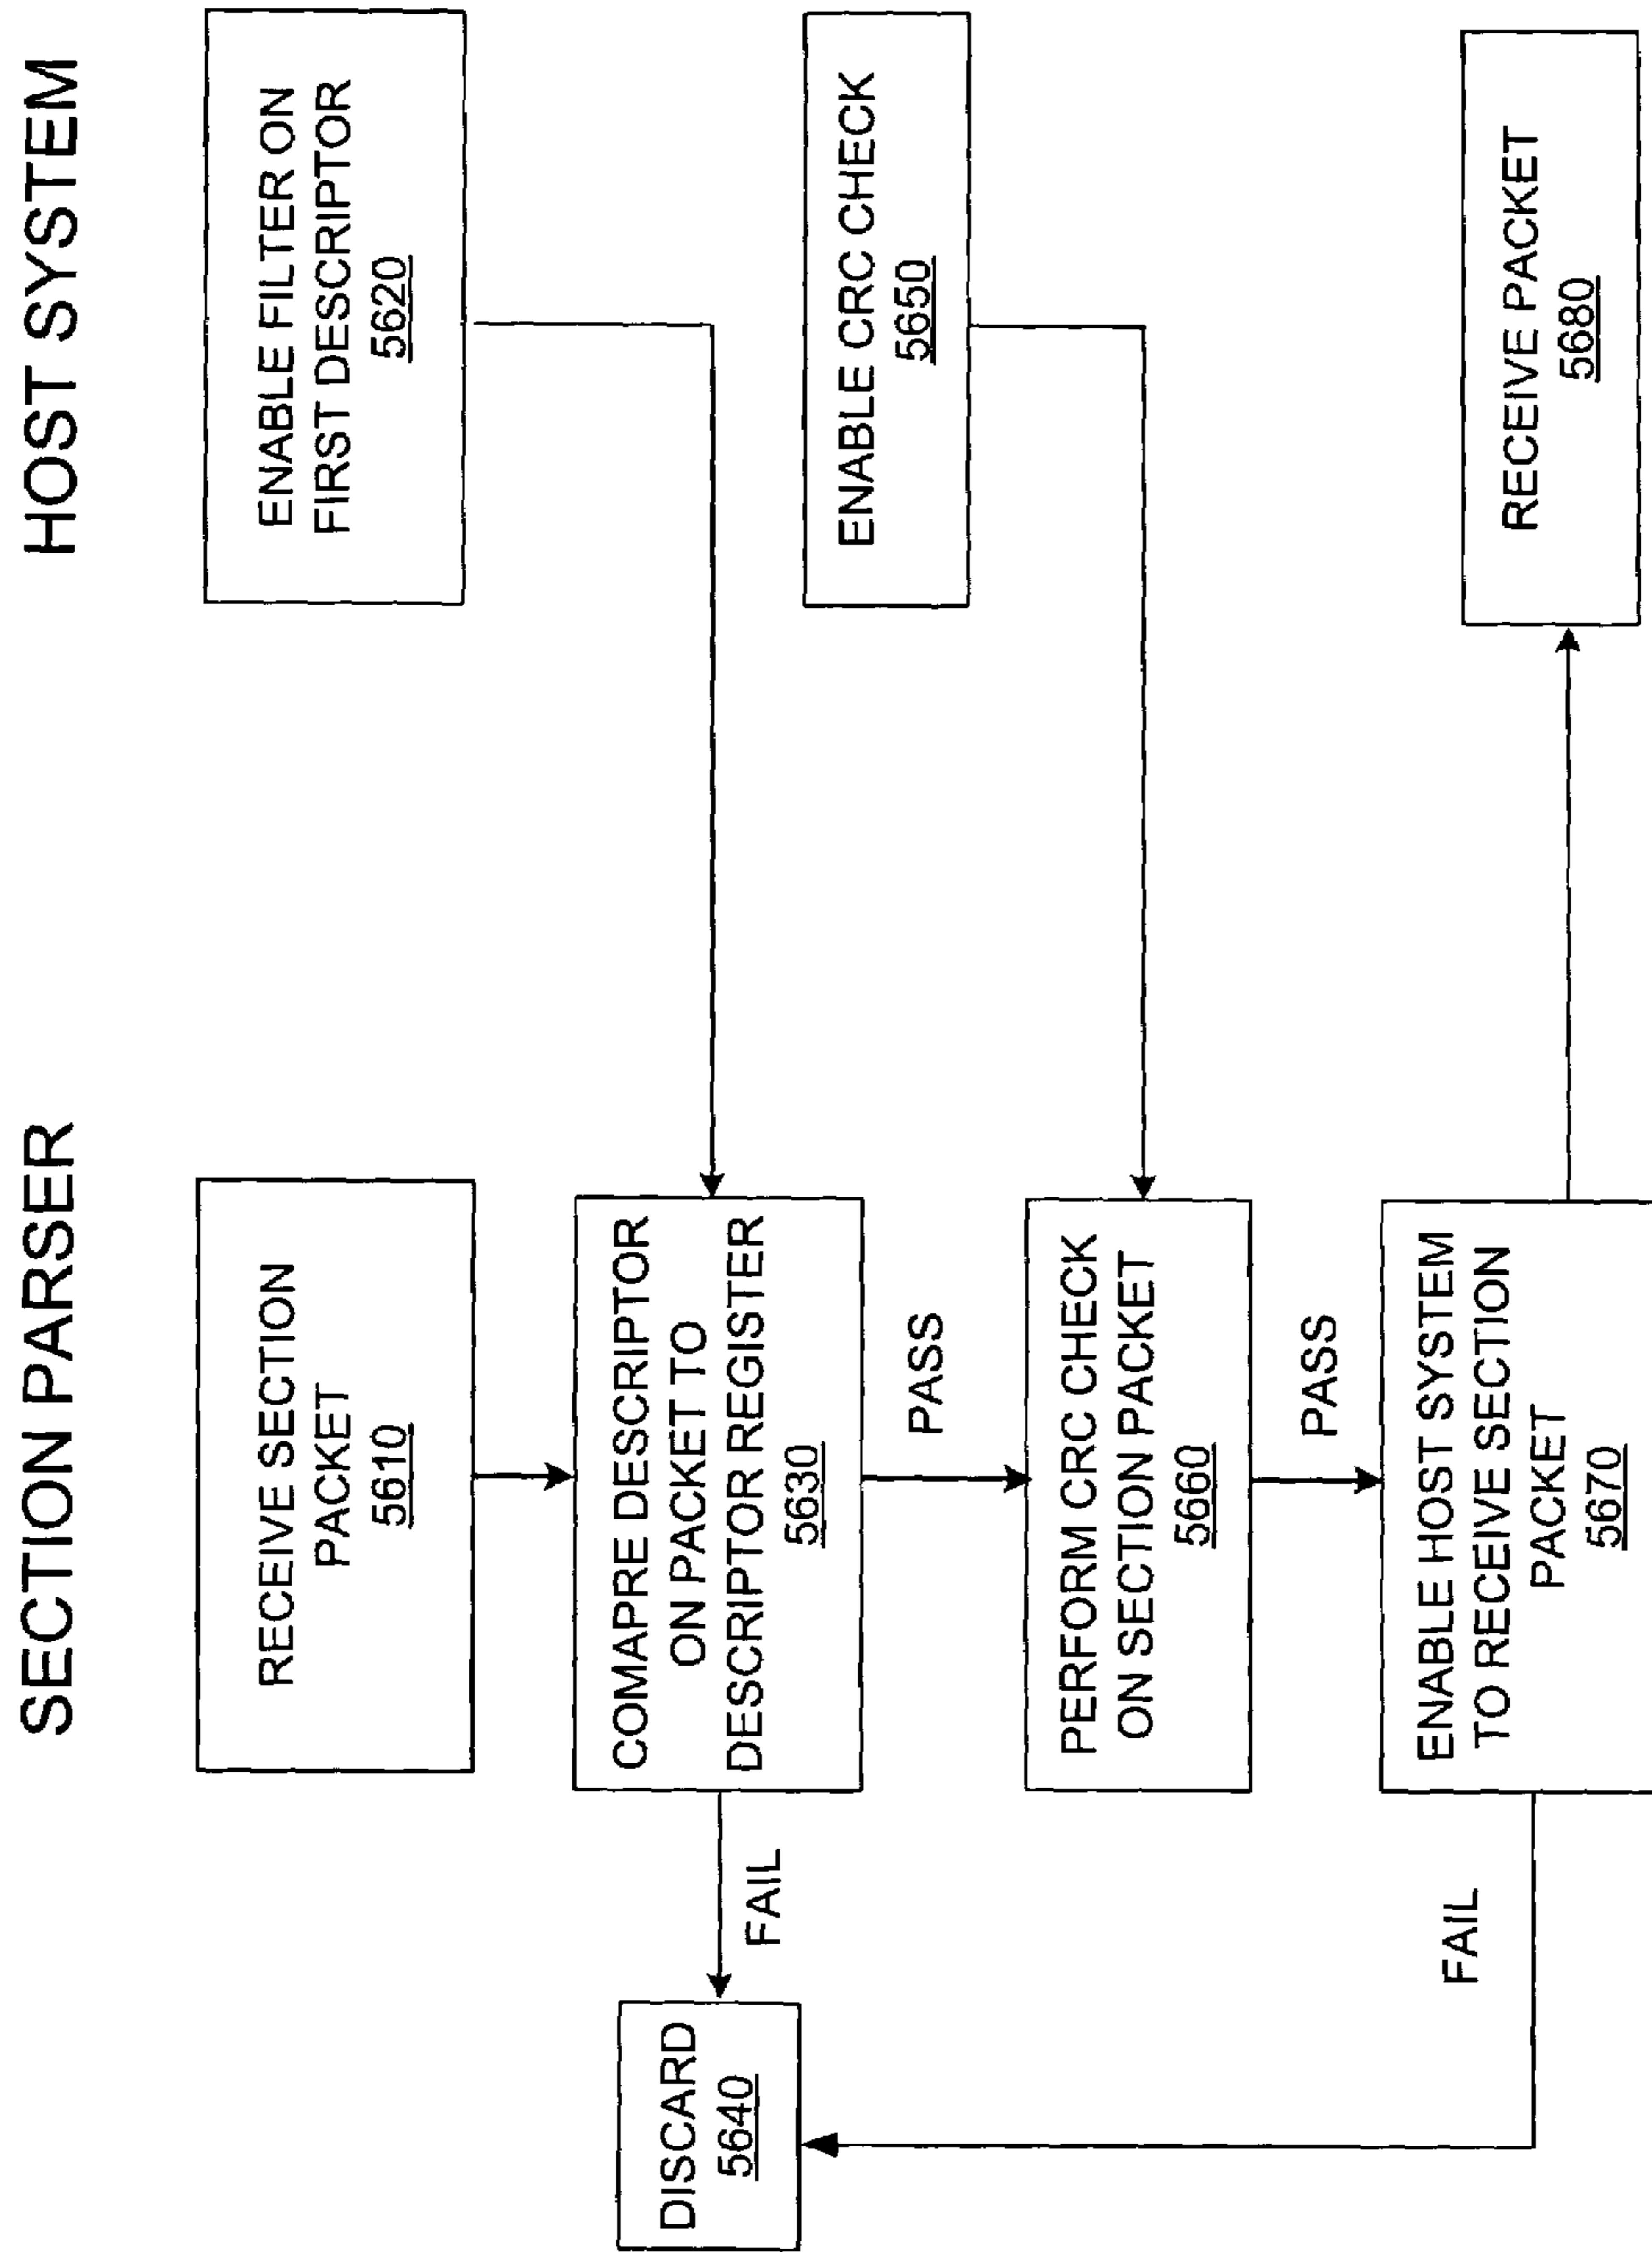 SECTION PARSER
HOST SYSTEM
RECEIVE SECTION
PACKET
5610
ENABLE FILTER ON
FIRST DESCRIPTOR
5620
COMAPRE DESCRIPTOR
ON PACKET TO
DESCRIPTOR REGISTER
5630
FAIL
DISCARD
5640
PASS
ENABLE CRC CHECK
5650
PERFORM CRC CHECK
ON SECTION PACKET
5660
PASS
ENABLE HOST SYSTEM
TO RECEIVE SECTION
PACKET
5670
FAIL
RECEIVE PACKET
5680